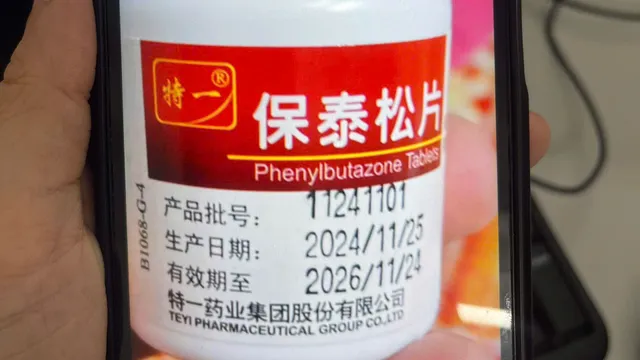 特一®
保泰松片
Phenylbutazone Tablets
产品批号： 11241101
生产日期： 2024/11/25
有效期至 2026/11/24
特一药业集团股份有限公司
TEYI PHARMACEUTICAL GROUP CO.,LTD
B1068-G-4